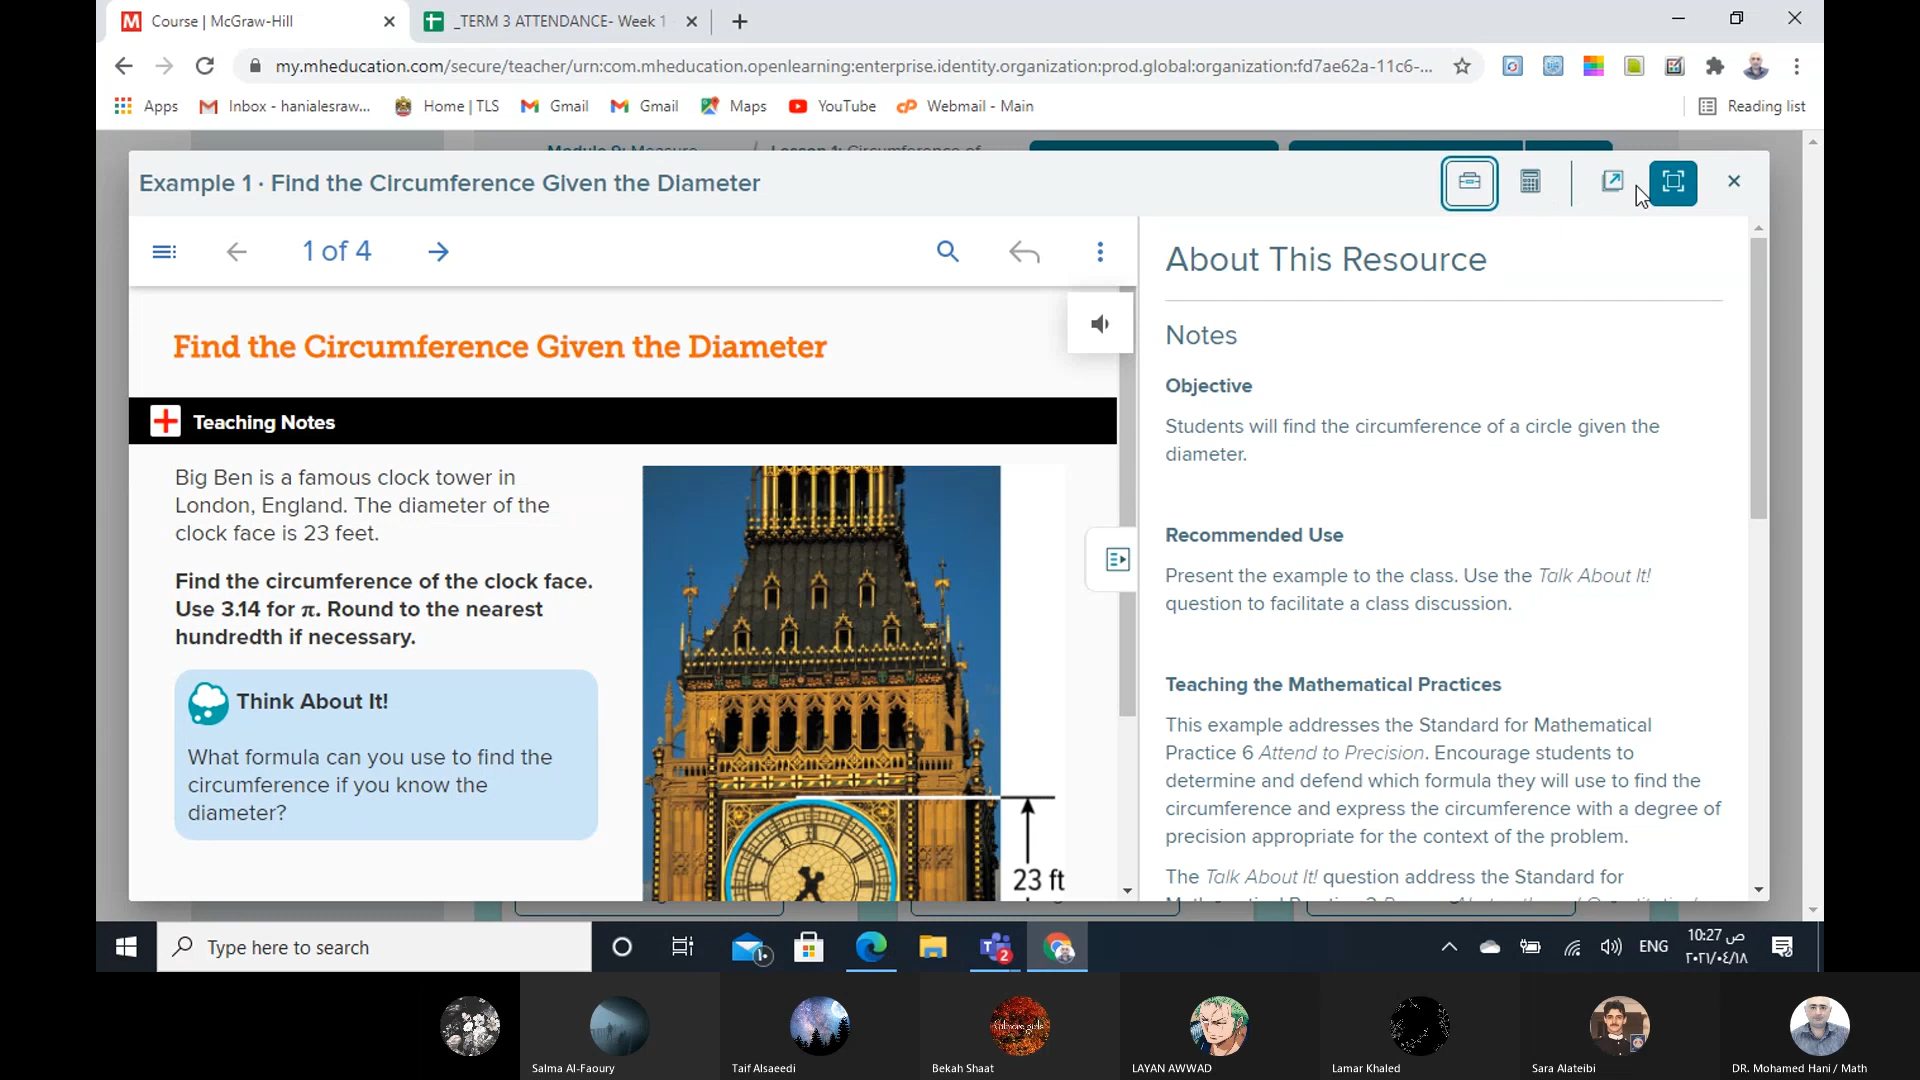 Course | McGraw-Hill
_TERM 3 ATTENDANCE- Week 1
my.mheducation.com/secure/teacher/urn:com.mheducation.openlearning:enterprise.identity.organization:prod.global:organization:fd7ae62a-11c6-...
Apps
Inbox - hanialesraw...
Home | TLS
Gmail
Gmail
Maps
YouTube
Webmail - Main
Reading list
Example 1 · Find the Circumference Given the Diameter
1 of 4
Find the Circumference Given the Diameter
Teaching Notes
Big Ben is a famous clock tower in
London, England. The diameter of the
clock face is 23 feet.
Find the circumference of the clock face.
Use 3.14 for π. Round to the nearest
hundredth if necessary.
Think About It!
What formula can you use to find the
circumference if you know the
diameter?
23 ft
About This Resource
Notes
Objective
Students will find the circumference of a circle given the
diameter.
Recommended Use
Present the example to the class. Use the Talk About It!
question to facilitate a class discussion.
Teaching the Mathematical Practices
This example addresses the Standard for Mathematical
Practice 6 Attend to Precision. Encourage students to
determine and defend which formula they will use to find the
circumference and express the circumference with a degree of
precision appropriate for the context of the problem.
The Talk About It! question address the Standard for
Type here to search
2
ENG
10:27 ص
٢٠٢١/٠٤/١٨
Salma Al-Faoury
Taif Alsaeedi
Bekah Shaat
LAYAN AWWAD
Lamar Khaled
Sara Alateibi
DR. Mohamed Hani / Math